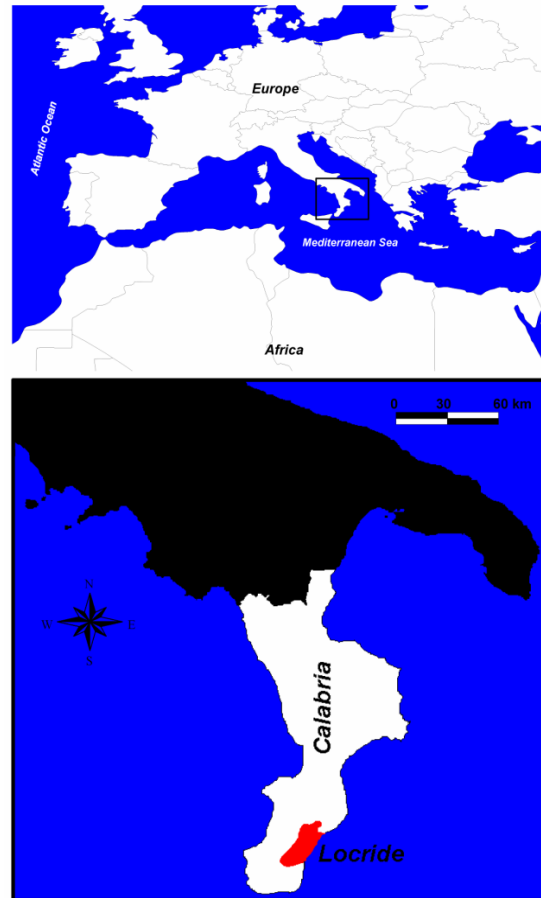 Europe
Atlantic Ocean
Mediterranean Sea
Africa
0 30 60 km
N
W E
S
Calabria
Locride